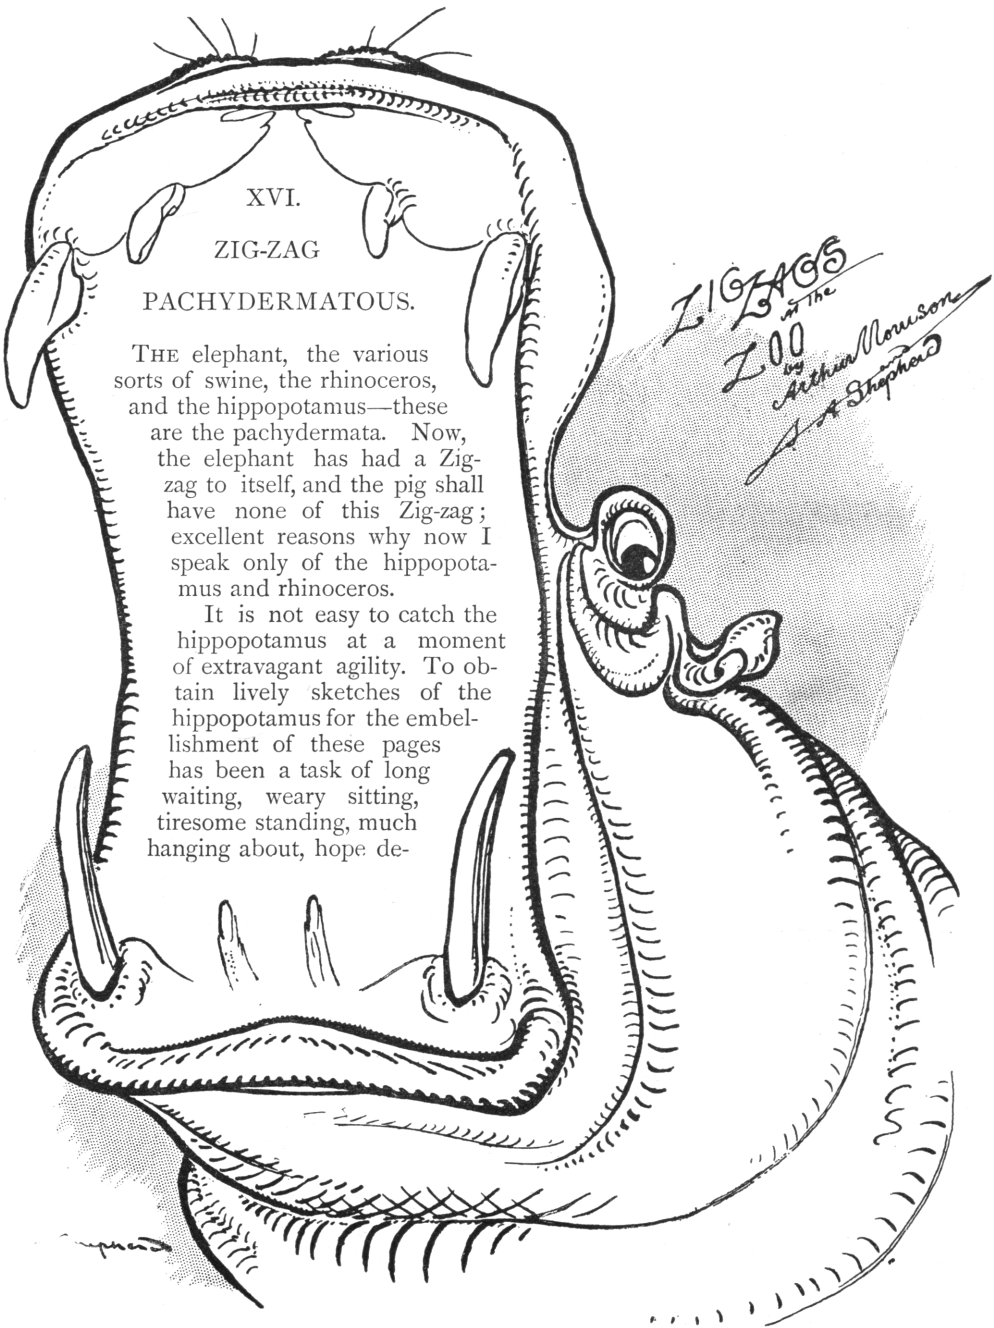 XVI.
ZIG-ZAG
PACHYDERMATOUS.
THE elephant, the various
sorts of swine, the rhinoceros,
and the hippopotamus—these
are the pachydermata. Now,
the elephant has had a Zig-
zag to itself, and the pig shall
have none of this Zig-zag;
excellent reasons why now I
speak only of the hippopota-
mus and rhinoceros.
It is not easy to catch the
hippopotamus at a moment
of extravagant agility. To ob-
tain lively sketches of the
hippopotamus for the embel-
lishment of these pages
has been a task of long
waiting, weary sitting,
tiresome standing, much
hanging about, hope de-
ZIG ZAGS
in the
ZOO
by
Arthur Morrison
and
J. A. Shepherd